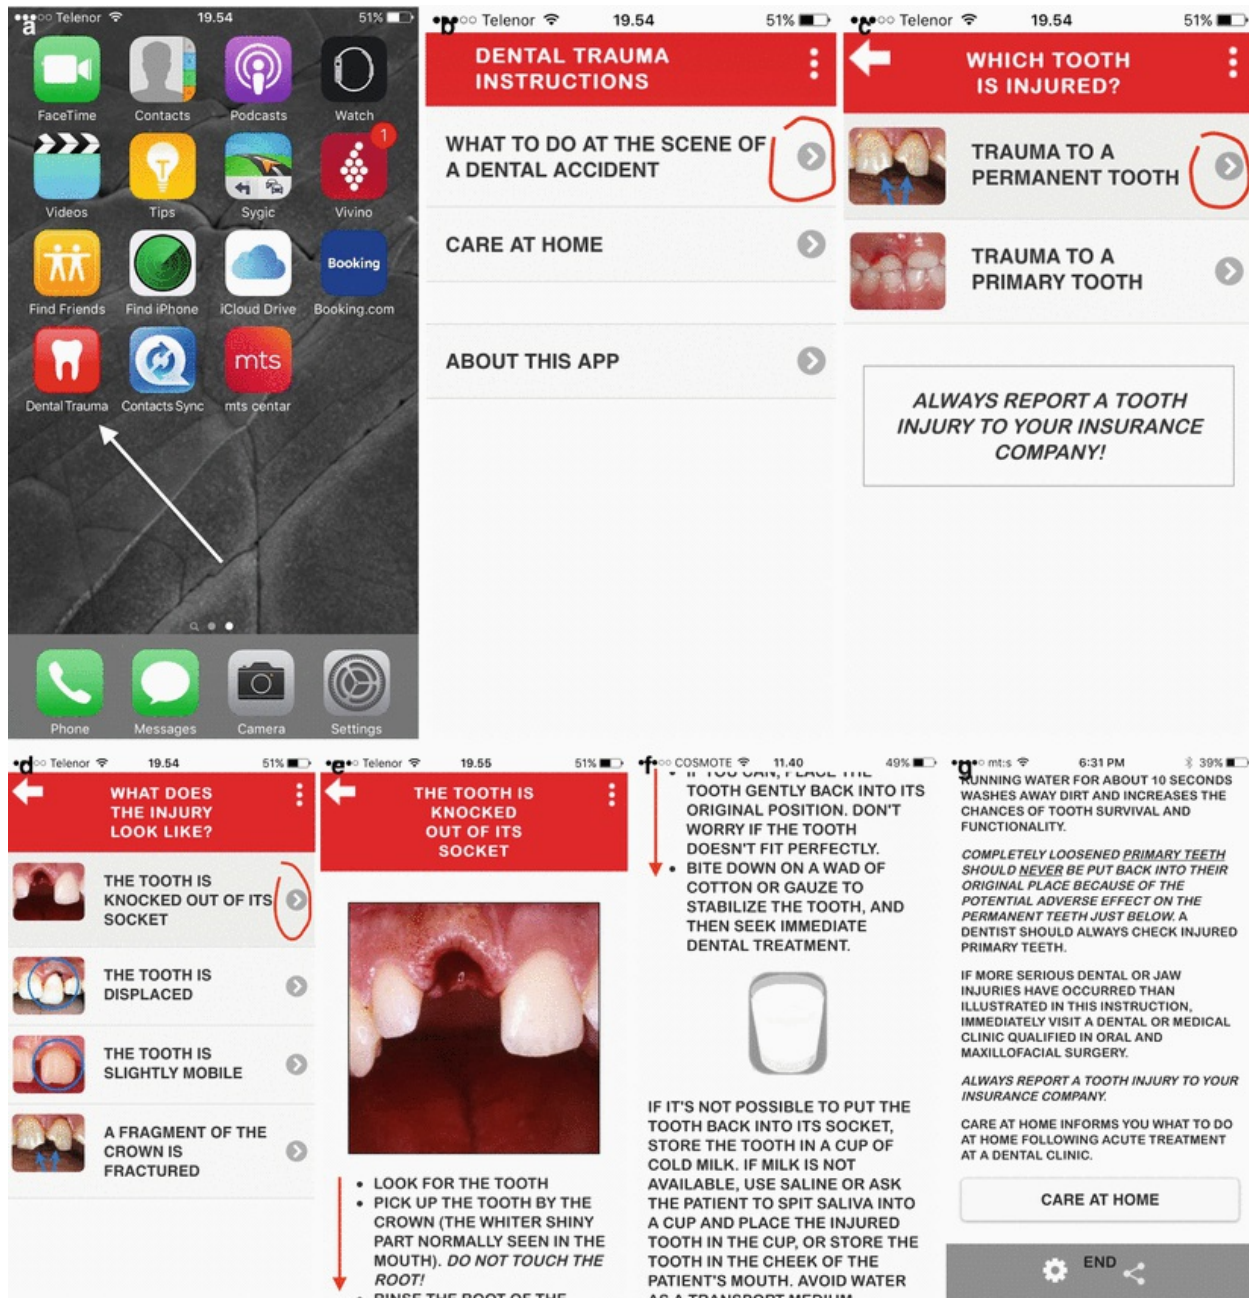 a
Telenor
19.54
51%
FaceTime
Contacts
Podcasts
Watch
1
Videos
Tips
Sygic
Vivino
Booking
Find Friends
Find iPhone
iCloud Drive
Booking.com
mts
Dental Trauma
Contacts Sync
mts centar
Phone
Messages
Camera
Settings
b
Telenor
19.54
51%
DENTAL TRAUMA
INSTRUCTIONS
WHAT TO DO AT THE SCENE OF
A DENTAL ACCIDENT
CARE AT HOME
ABOUT THIS APP
c
Telenor
19.54
51%
WHICH TOOTH
IS INJURED?
TRAUMA TO A
PERMANENT TOOTH
TRAUMA TO A
PRIMARY TOOTH
ALWAYS REPORT A TOOTH
INJURY TO YOUR INSURANCE
COMPANY!
d
Telenor
19.54
51%
WHAT DOES
THE INJURY
LOOK LIKE?
THE TOOTH IS
KNOCKED OUT OF ITS
SOCKET
THE TOOTH IS
DISPLACED
THE TOOTH IS
SLIGHTLY MOBILE
A FRAGMENT OF THE
CROWN IS
FRACTURED
e
Telenor
19.55
51%
THE TOOTH IS
KNOCKED
OUT OF ITS
SOCKET
• LOOK FOR THE TOOTH
• PICK UP THE TOOTH BY THE
CROWN (THE WHITER SHINY
PART NORMALLY SEEN IN THE
MOUTH). DO NOT TOUCH THE
ROOT!
• RINSE THE ROOT OF THE
f
COSMOTE
11.40
49%
• IF YOU CAN, PLACE THE
TOOTH GENTLY BACK INTO ITS
ORIGINAL POSITION. DON'T
WORRY IF THE TOOTH
DOESN'T FIT PERFECTLY.
• BITE DOWN ON A WAD OF
COTTON OR GAUZE TO
STABILIZE THE TOOTH, AND
THEN SEEK IMMEDIATE
DENTAL TREATMENT.
IF IT'S NOT POSSIBLE TO PUT THE
TOOTH BACK INTO ITS SOCKET,
STORE THE TOOTH IN A CUP OF
COLD MILK. IF MILK IS NOT
AVAILABLE, USE SALINE OR ASK
THE PATIENT TO SPIT SALIVA INTO
A CUP AND PLACE THE INJURED
TOOTH IN THE CUP, OR STORE THE
TOOTH IN THE CHEEK OF THE
PATIENT'S MOUTH. AVOID WATER
AS A TRANSPORT MEDIUM
g
mt:s
6:31 PM
39%
RUNNING WATER FOR ABOUT 10 SECONDS
WASHES AWAY DIRT AND INCREASES THE
CHANCES OF TOOTH SURVIVAL AND
FUNCTIONALITY.
COMPLETELY LOOSENED PRIMARY TEETH
SHOULD NEVER BE PUT BACK INTO THEIR
ORIGINAL PLACE BECAUSE OF THE
POTENTIAL ADVERSE EFFECT ON THE
PERMANENT TEETH JUST BELOW. A
DENTIST SHOULD ALWAYS CHECK INJURED
PRIMARY TEETH.
IF MORE SERIOUS DENTAL OR JAW
INJURIES HAVE OCCURRED THAN
ILLUSTRATED IN THIS INSTRUCTION,
IMMEDIATELY VISIT A DENTAL OR MEDICAL
CLINIC QUALIFIED IN ORAL AND
MAXILLOFACIAL SURGERY.
ALWAYS REPORT A TOOTH INJURY TO YOUR
INSURANCE COMPANY.
CARE AT HOME INFORMS YOU WHAT TO DO
AT HOME FOLLOWING ACUTE TREATMENT
AT A DENTAL CLINIC.
CARE AT HOME
END